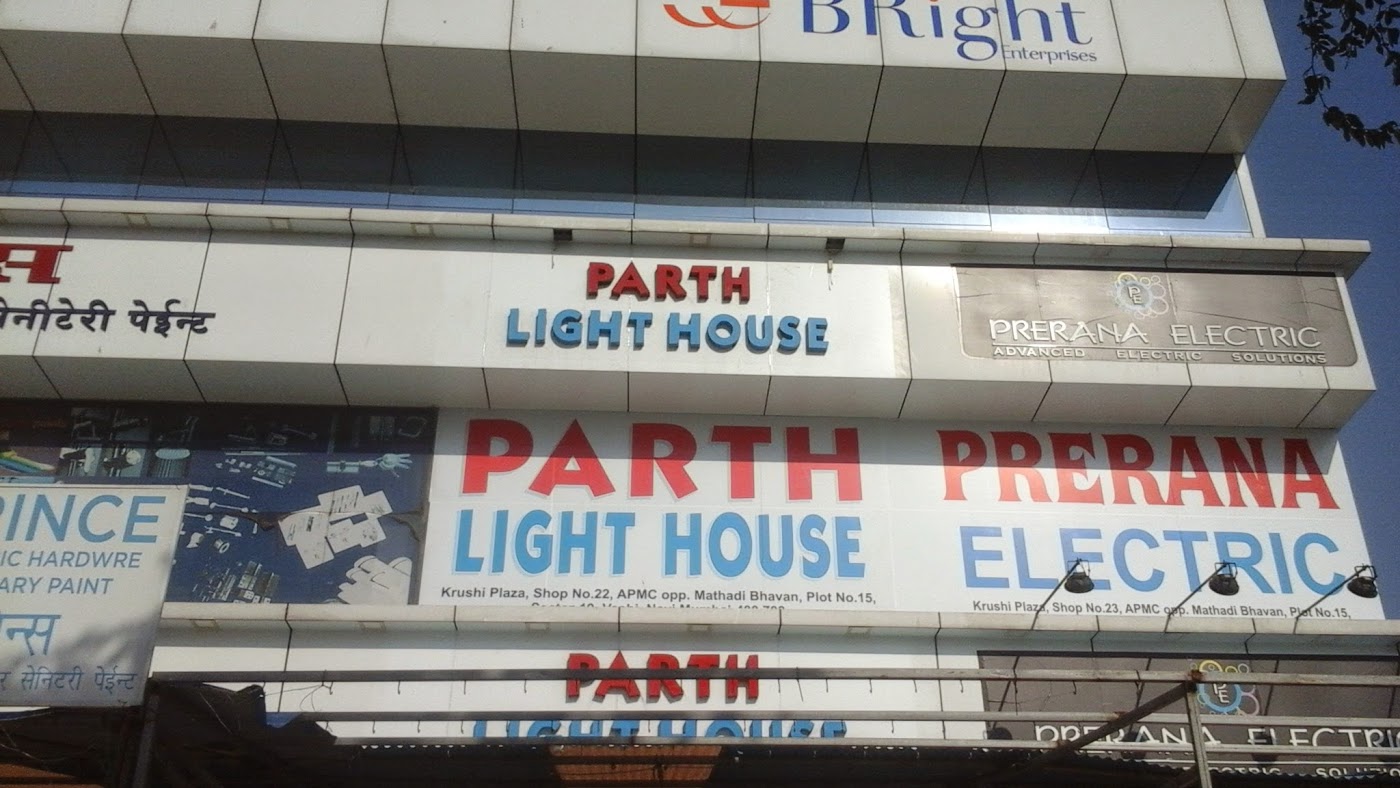 BRight
Enterprises
स
सेनीटेरी पेईन्ट
PARTH
LIGHT HOUSE
PE
PRERANA ELECTRIC
ADVANCED ELECTRIC SOLUTIONS
PARTH
LIGHT HOUSE
Krushi Plaza, Shop No.22, APMC opp. Mathadi Bhavan, Plot No.15,
PRERANA
ELECTRIC
Krushi Plaza, Shop No.23, APMC opp. Mathadi Bhavan, Plot No.15,
PINCE
IC HARDWRE
ARY PAINT
न्स
र सेनिटरी पेईन्ट
PARTH
LIGHT HOUSE
PE
PRERANA ELECTRIC